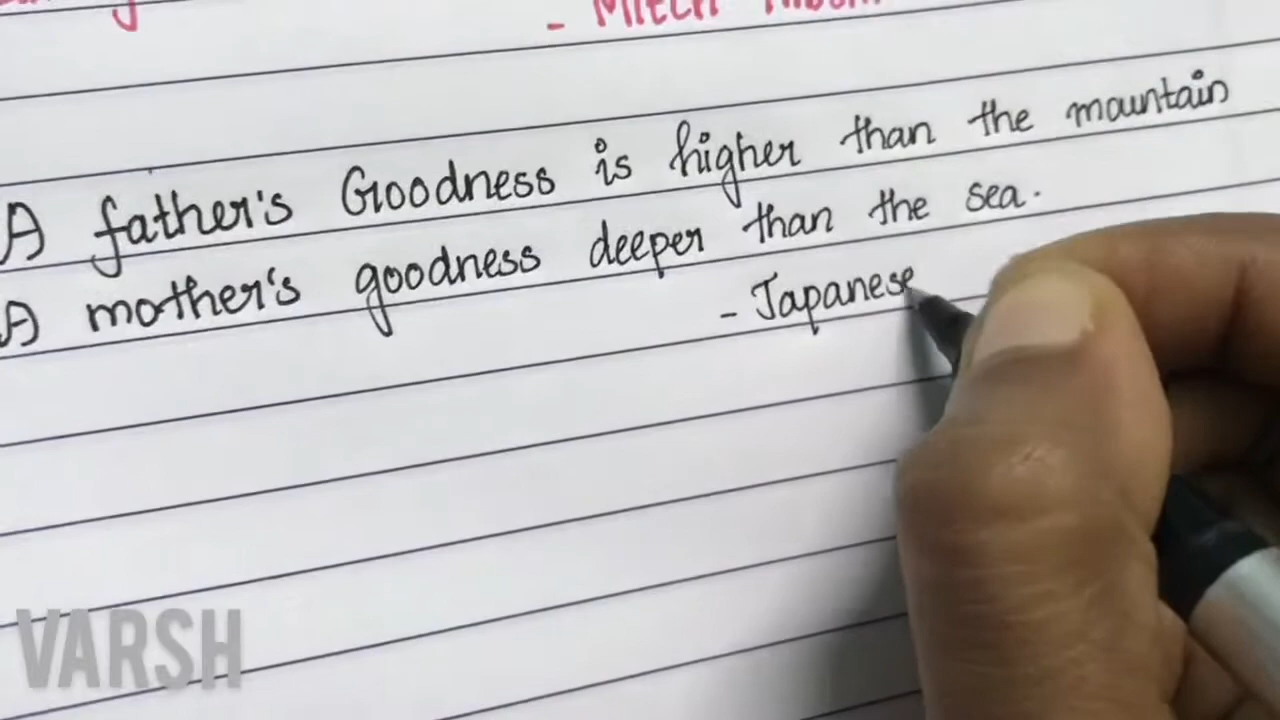 A father's Goodness is higher than the mountain
A mother's goodness deeper than the sea.
- Japanese
VARSH